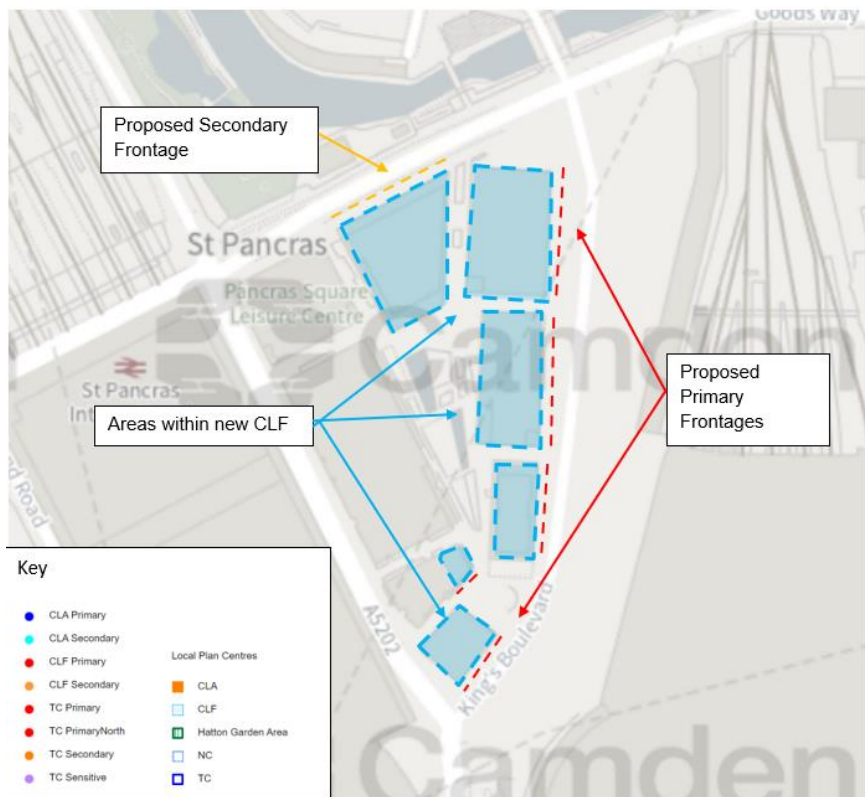 Goods Way
Proposed Secondary
Frontage
St Pancras
Pancras Square
Leisure Centre
Camden
St Pancras
Proposed
Primary
Frontages
Areas within new CLF
Road
A5202
King's Boulevard
Key
CLA Primary
CLA Secondary
CLF Primary
CLF Secondary
TC Primary
TC PrimaryNorth
TC Secondary
TC Sensitive
Local Plan Centres
CLA
CLF
Hatton Garden Area
NC
TC
Camden